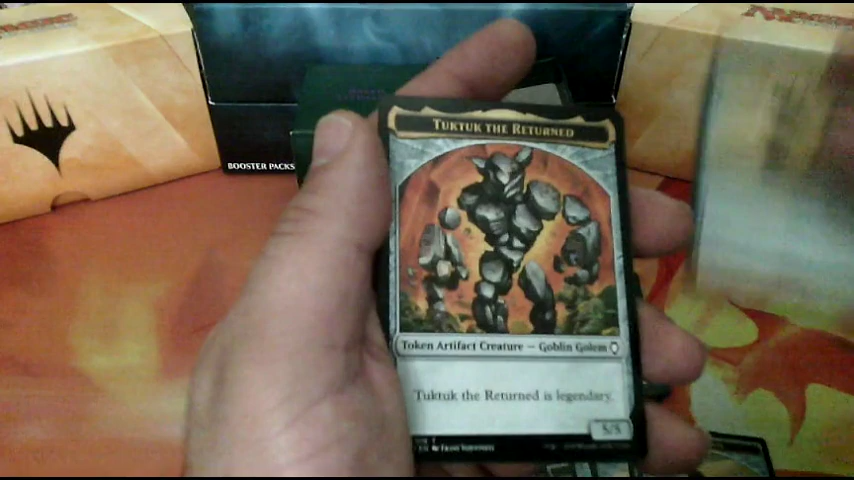 BOOSTER PACKS
TUKTUK THE RETURNED
Token Artifact Creature — Goblin Golem
Tuktuk the Returned is legendary.
5/5